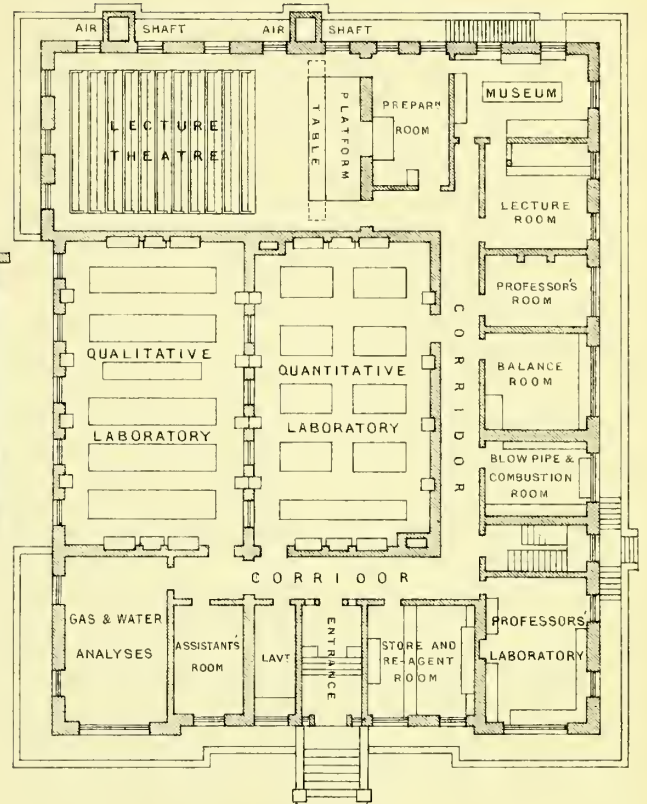 AIR SHAFT AIR SHAFT
LECTURE
THEATRE
TABLE
PLATFORM
PREPARN
ROOM
MUSEUM
LECTURE
ROOM
PROFESSOR'S
ROOM
BALANCE
ROOM
BLOW PIPE &
COMBUSTION
ROOM
CORRIDOR
QUALITATIVE
LABORATORY
QUANTITATIVE
LABORATORY
CORRIDOR
GAS & WATER
ANALYSES
ASSISTANTS
ROOM
LAVY
ENTRANCE
STORE AND
RE-AGENT
ROOM
PROFESSORS'
LABORATORY